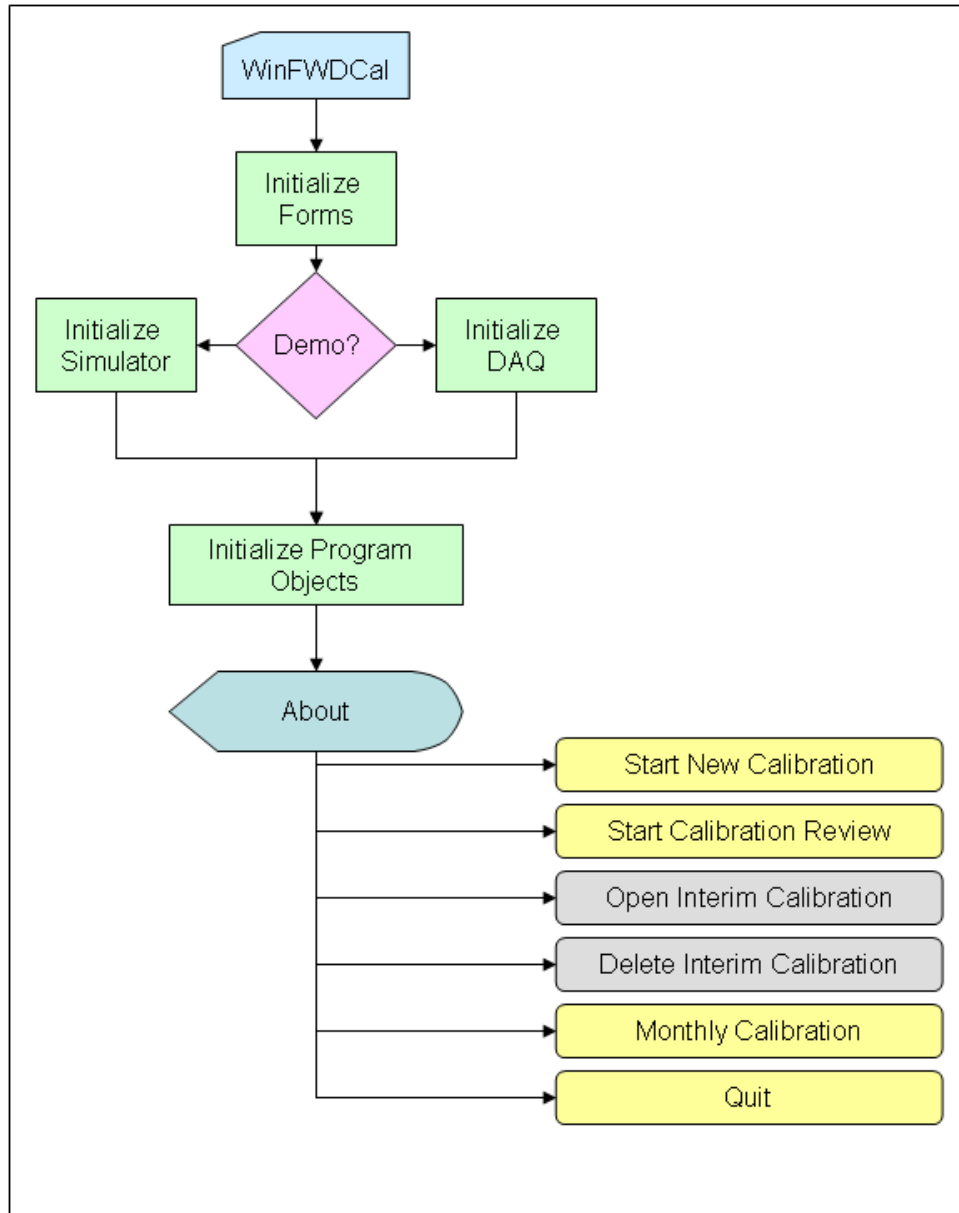 WinFWDCal
Initialize
Forms
Initialize
Simulator
Demo?
Initialize
DAQ
Initialize Program
Objects
About
Start New Calibration
Start Calibration Review
Open Interim Calibration
Delete Interim Calibration
Monthly Calibration
Quit